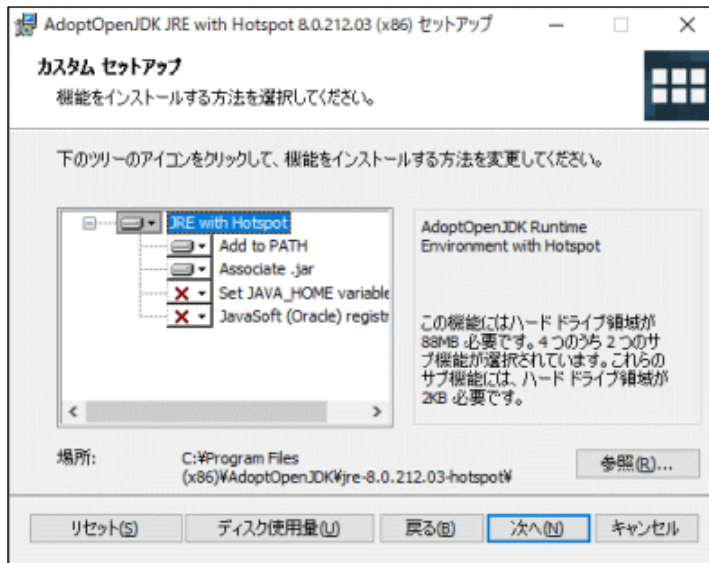 AdoptOpenJDK JRE with Hotspot 8.0.212.03 (x86) セットアップ
カスタム セットアップ
機能をインストールする方法を選択してください。
下のツリーのアイコンをクリックして、機能をインストールする方法を変更してください。
JRE with Hotspot
Add to PATH
Associate .jar
Set JAVA_HOME variable
JavaSoft (Oracle) registr
AdoptOpenJDK Runtime
Environment with Hotspot
この機能にはハード ドライブ領域が
88MB 必要です。4 つのうち 2 つのサ
ブ機能が選択されています。これらの
サブ機能には、ハード ドライブ領域が
2KB 必要です。
場所:
C:¥Program Files
(x86)¥AdoptOpenJDK¥jre-8.0.212.03-hotspot¥
参照(R)...
リセット(S)
ディスク使用量(U)
戻る(B)
次へ(N)
キャンセル